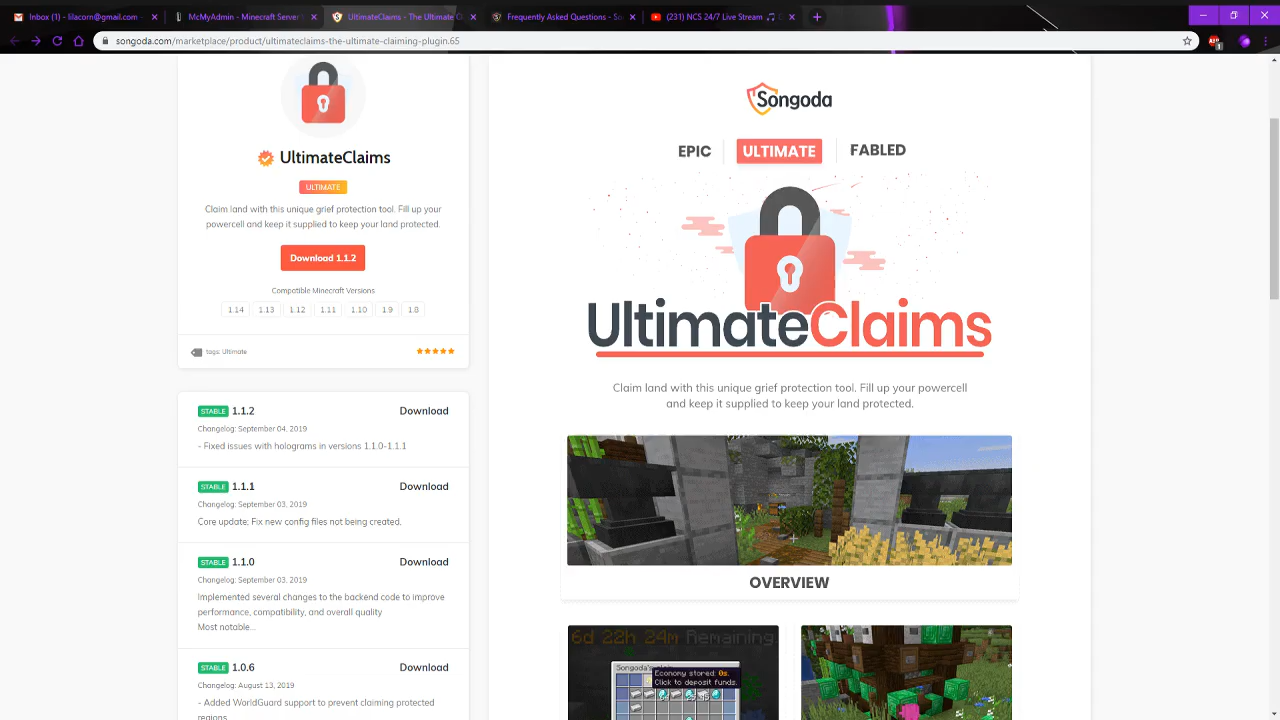 Inbox (1) - lilacorn@gmail.com -
McMyAdmin - Minecraft Server
UltimateClaims - The Ultimate C
Frequently Asked Questions - So
(231) NCS 24/7 Live Stream 🎵
songoda.com/marketplace/product/ultimateclaims-the-ultimate-claiming-plugin.65
UltimateClaims
ULTIMATE
Claim land with this unique grief protection tool. Fill up your
powercell and keep it supplied to keep your land protected.
Download 1.1.2
Compatible Minecraft Versions
1.14 1.13 1.12 1.11 1.10 1.9 1.8
tags: Ultimate
STABLE 1.1.2 Download
Changelog: September 04, 2019
- Fixed issues with holograms in versions 1.1.0-1.1.1
STABLE 1.1.1 Download
Changelog: September 03, 2019
Core update: Fix new config files not being created.
STABLE 1.1.0 Download
Changelog: September 03, 2019
Implemented several changes to the backend code to improve
performance, compatibility, and overall quality
Most notable...
STABLE 1.0.6 Download
Changelog: August 13, 2019
- Added WorldGuard support to prevent claiming protected
regions
Songoda
EPIC ULTIMATE FABLED
UltimateClaims
Claim land with this unique grief protection tool. Fill up your powercell
and keep it supplied to keep your land protected.
OVERVIEW
6d 22h 24m Remaining
Economy stored: 0s.
Click to deposit funds.